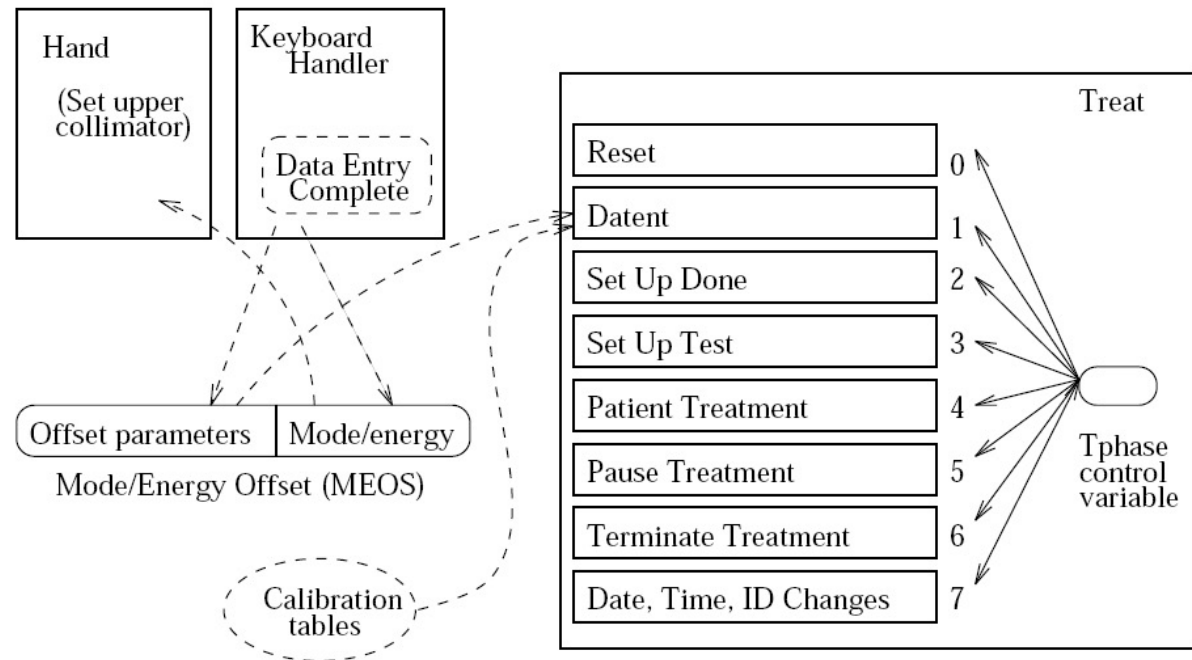 Hand
(Set upper
collimator)
Keyboard
Handler
Data Entry
Complete
Offset parameters
Mode/energy
Mode/Energy Offset (MEOS)
Calibration
tables
Treat
Reset 0
Datent 1
Set Up Done 2
Set Up Test 3
Patient Treatment 4
Pause Treatment 5
Terminate Treatment 6
Date, Time, ID Changes 7
Tphase
control
variable